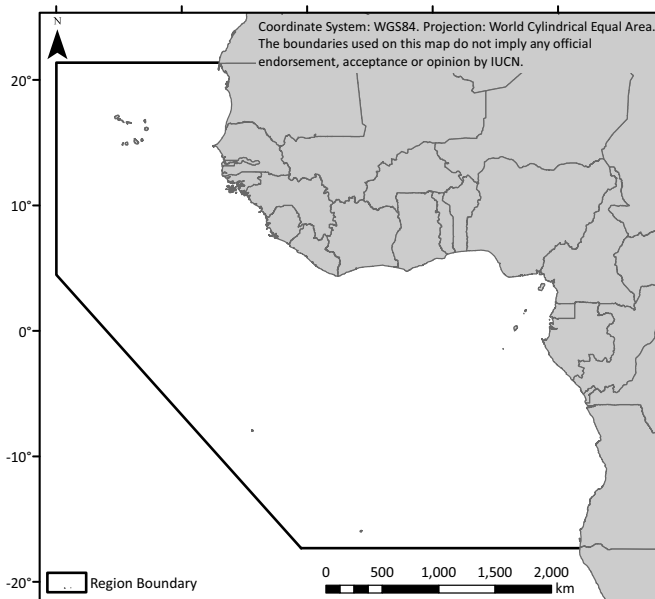 N
Coordinate System: WGS84. Projection: World Cylindrical Equal Area.
The boundaries used on this map do not imply any official
endorsement, acceptance or opinion by IUCN.
20°
10°
0°
-10°
-20°
Region Boundary
0 500 1,000 1,500 2,000
km